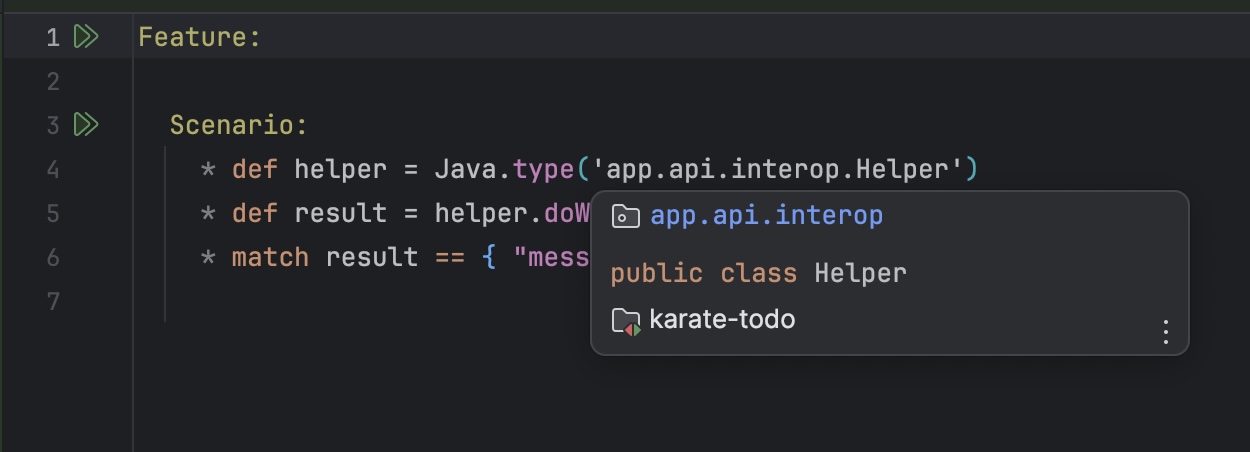 1 Feature:
2
3 Scenario:
4 * def helper = Java.type('app.api.interop.Helper')
5 * def result = helper.doW
6 * match result == { "mess
7
app.api.interop
public class Helper
karate-todo